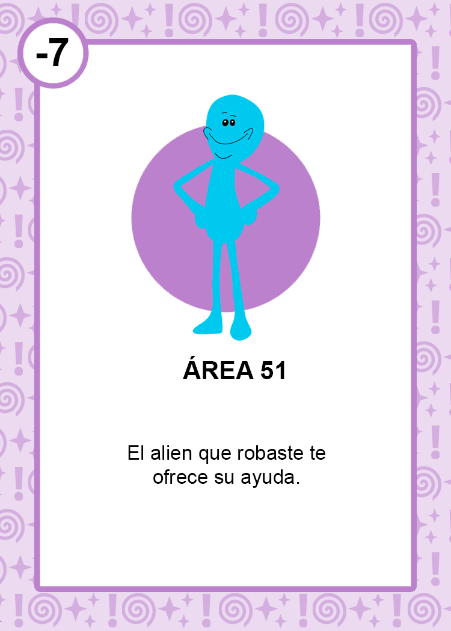 -7
ÁREA 51
El alien que robaste te
ofrece su ayuda.